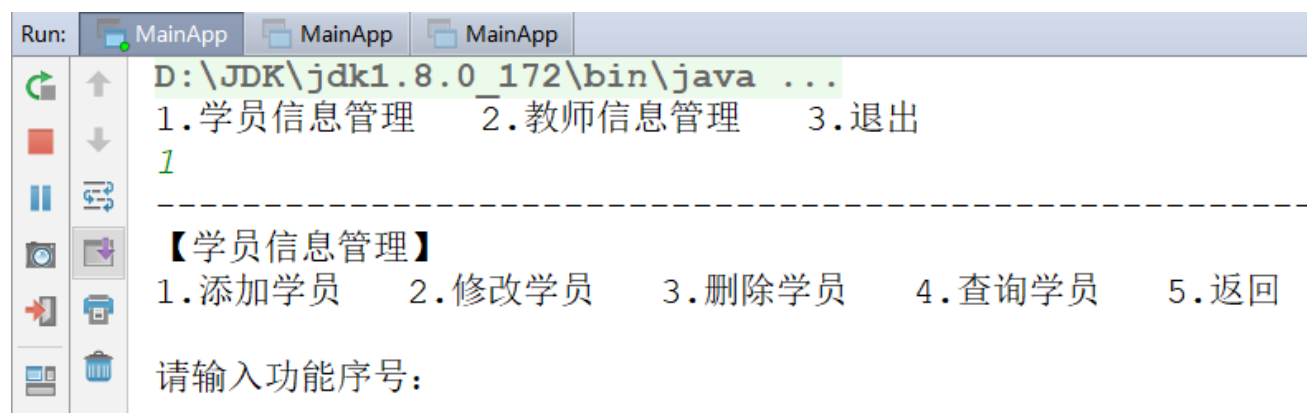 Run: MainApp MainApp MainApp
D:\JDK\jdk1.8.0_172\bin\java ...
1.学员信息管理 2.教师信息管理 3.退出
1
------------------------------------------------------
【学员信息管理】
1.添加学员 2.修改学员 3.删除学员 4.查询学员 5.返回
请输入功能序号：